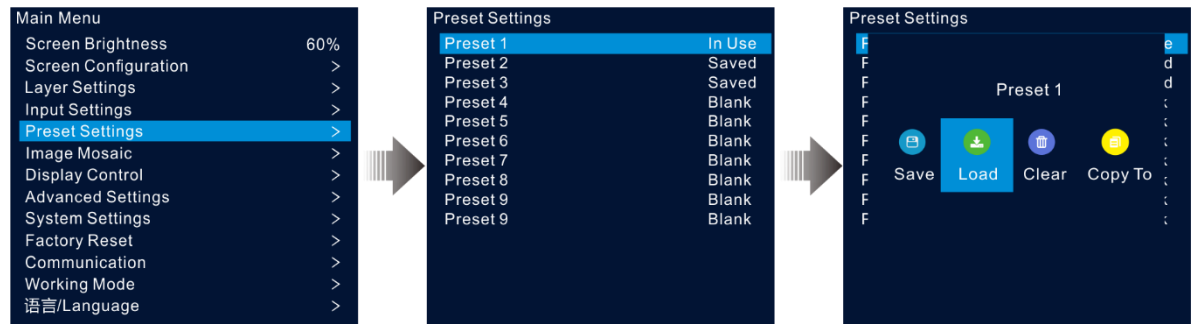 Main Menu
Screen Brightness 60%
Screen Configuration >
Layer Settings >
Input Settings >
Preset Settings >
Image Mosaic >
Display Control >
Advanced Settings >
System Settings >
Factory Reset >
Communication >
Working Mode >
语言/Language >
Preset Settings
Preset 1 In Use
Preset 2 Saved
Preset 3 Saved
Preset 4 Blank
Preset 5 Blank
Preset 6 Blank
Preset 7 Blank
Preset 8 Blank
Preset 9 Blank
Preset 9 Blank
Preset Settings
Preset 1
Save Load Clear Copy To